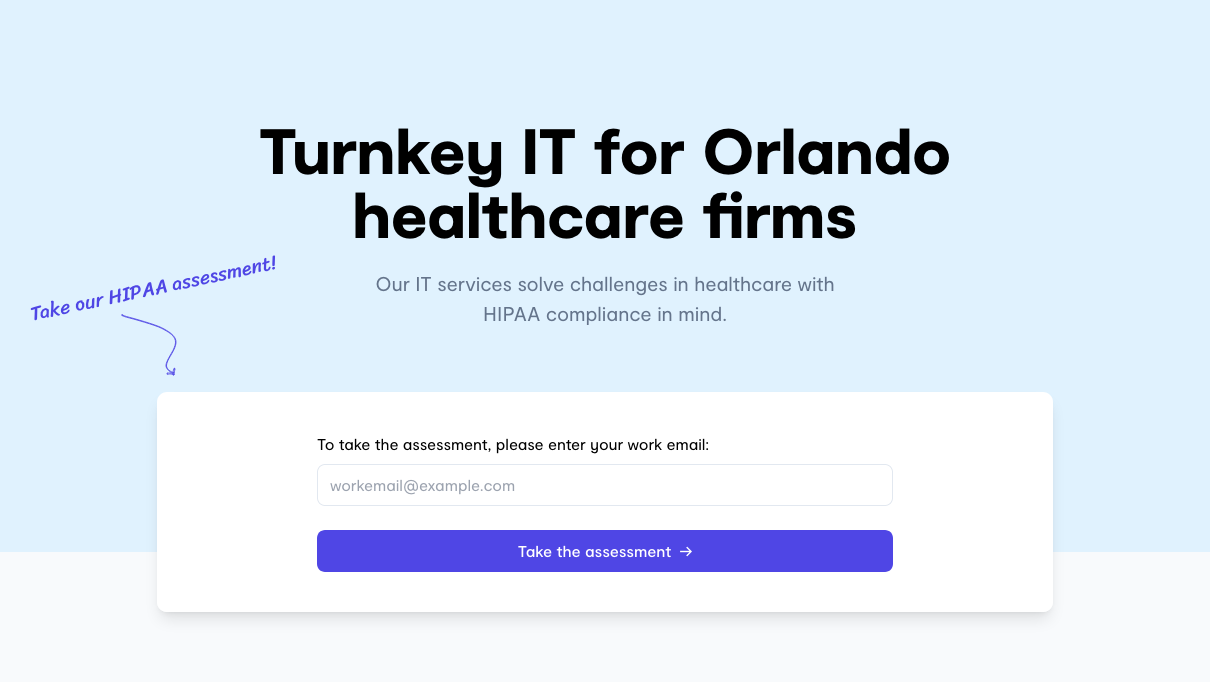 Turnkey IT for Orlando
healthcare firms
Our IT services solve challenges in healthcare with
HIPAA compliance in mind.
Take our HIPAA assessment!
To take the assessment, please enter your work email:
workemail@example.com
Take the assessment →